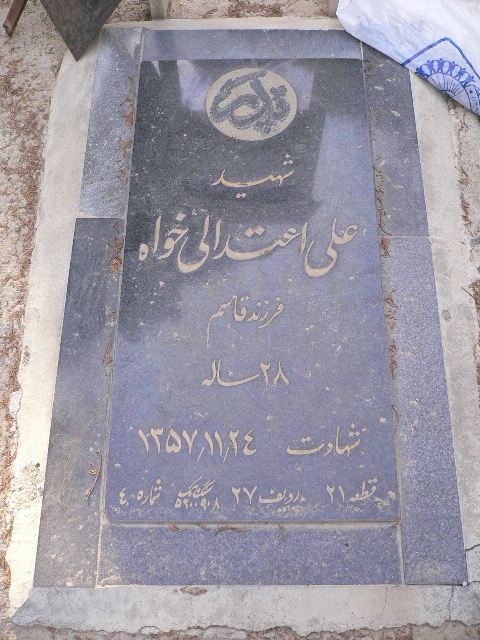 شهید
علی اعتدالی خواه
فرزند قاسم
۲۸ ساله
شهادت ۱۳۵۷/۱۱/۲۴
قطعه ۲۱ ردیف ۲۷ شماره ۴۰